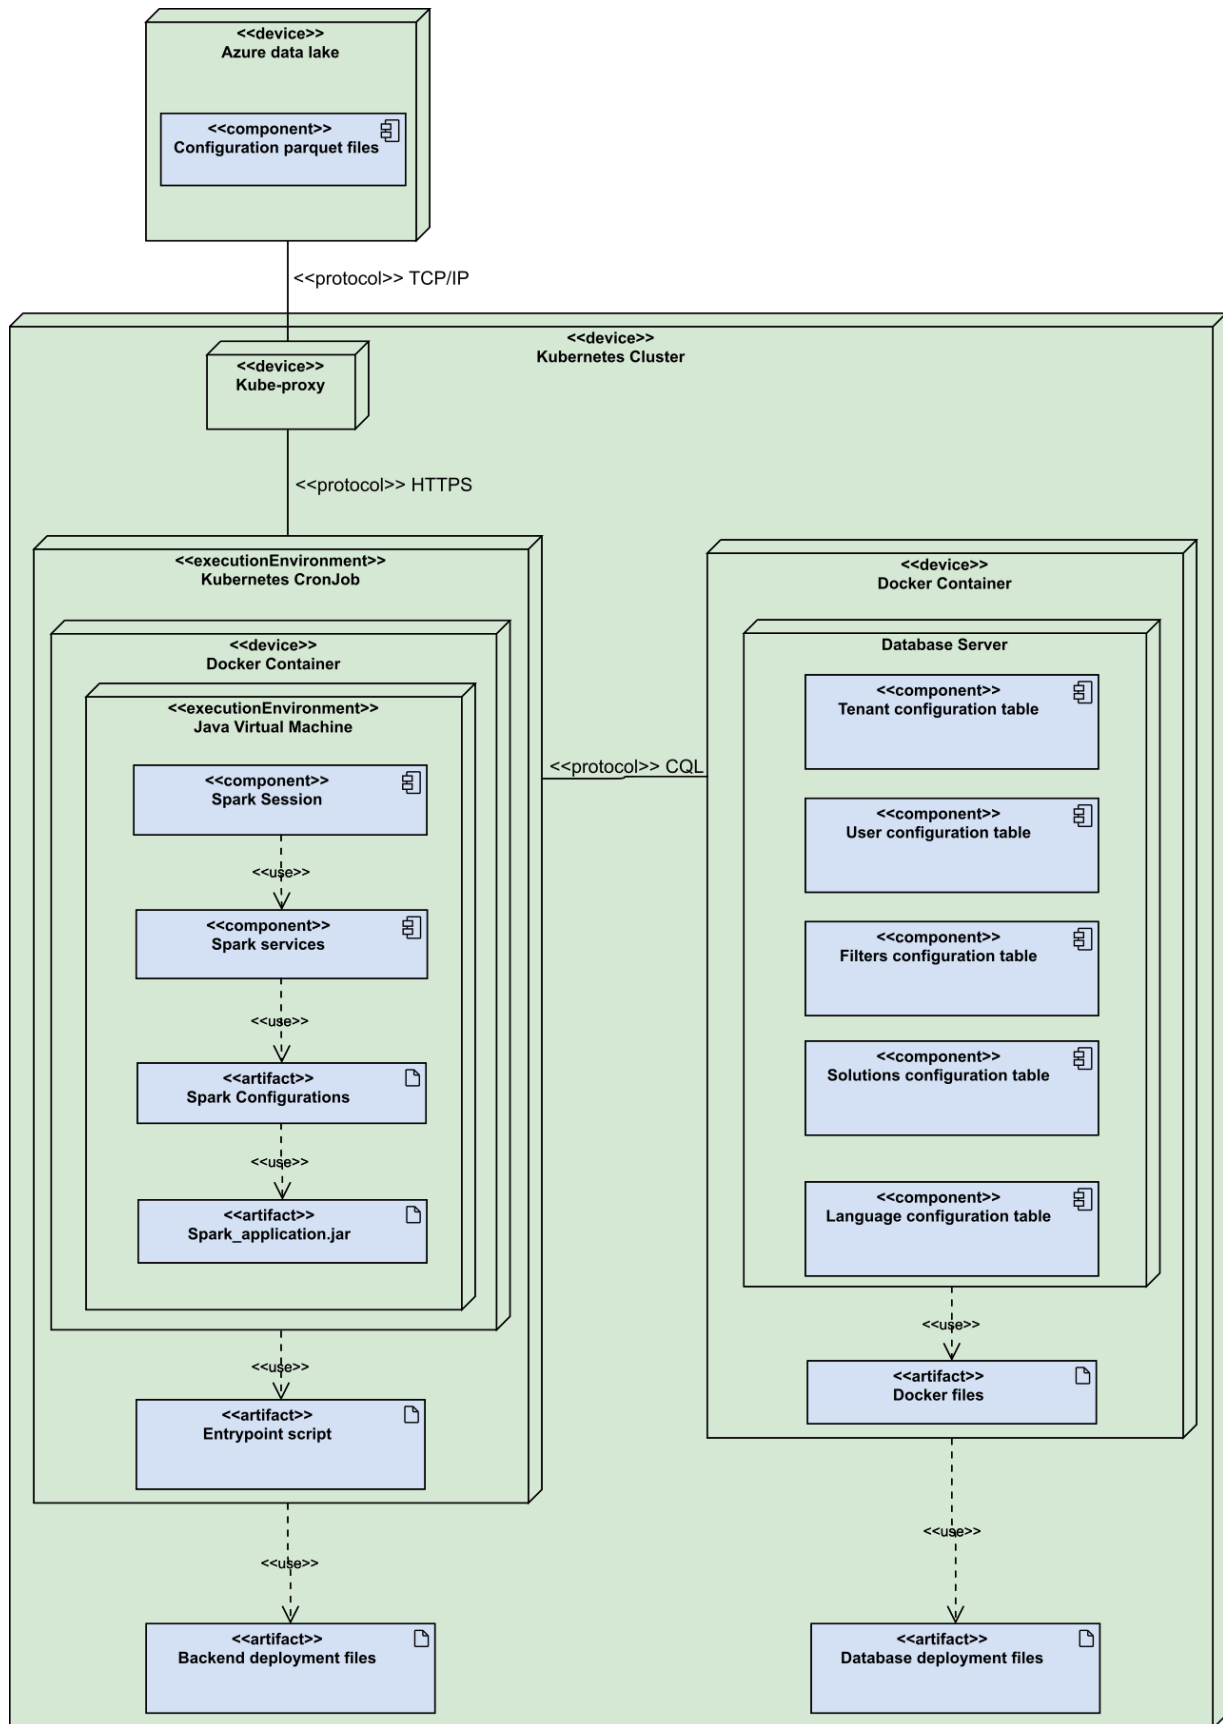 <<device>>
Azure data lake
<<component>>
Configuration parquet files
<<protocol>> TCP/IP
<<device>>
Kubernetes Cluster
<<device>>
Kube-proxy
<<protocol>> HTTPS
<<executionEnvironment>>
Kubernetes CronJob
<<device>>
Docker Container
<<executionEnvironment>>
Java Virtual Machine
<<component>>
Spark Session
<<use>>
<<component>>
Spark services
<<use>>
<<artifact>>
Spark Configurations
<<use>>
<<artifact>>
Spark_application.jar
<<use>>
<<artifact>>
Entrypoint script
<<use>>
<<artifact>>
Backend deployment files
<<protocol>> CQL
<<device>>
Docker Container
Database Server
<<component>>
Tenant configuration table
<<component>>
User configuration table
<<component>>
Filters configuration table
<<component>>
Solutions configuration table
<<component>>
Language configuration table
<<use>>
<<artifact>>
Docker files
<<use>>
<<artifact>>
Database deployment files